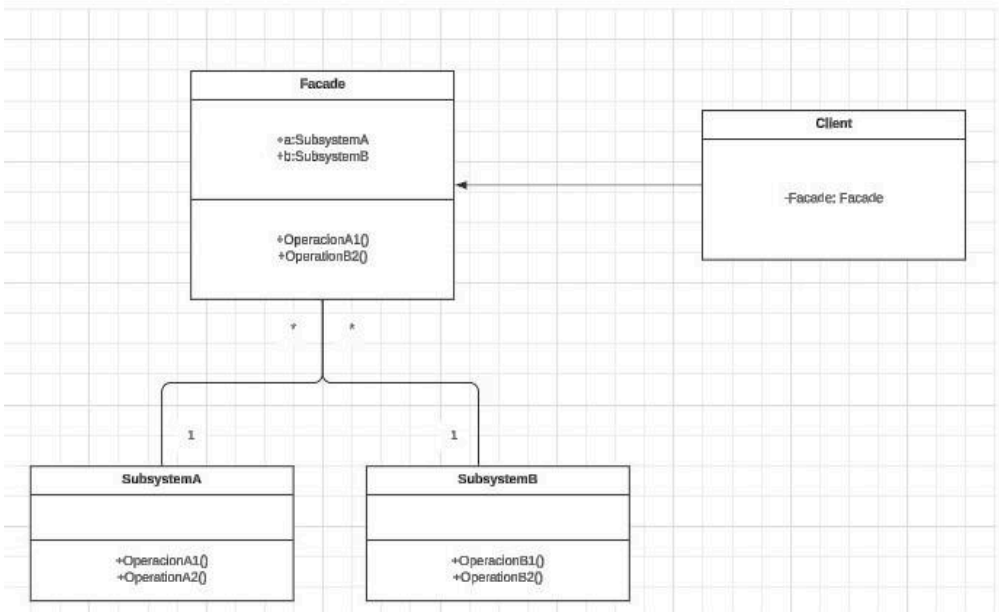 Facade
+a:SubsystemA
+b:SubsystemB
+OperacionA1()
+OperationB2()
Client
-Facade: Facade
* *
1 1
SubsystemA
+OperacionA1()
+OperationA2()
SubsystemB
+OperacionB1()
+OperationB2()